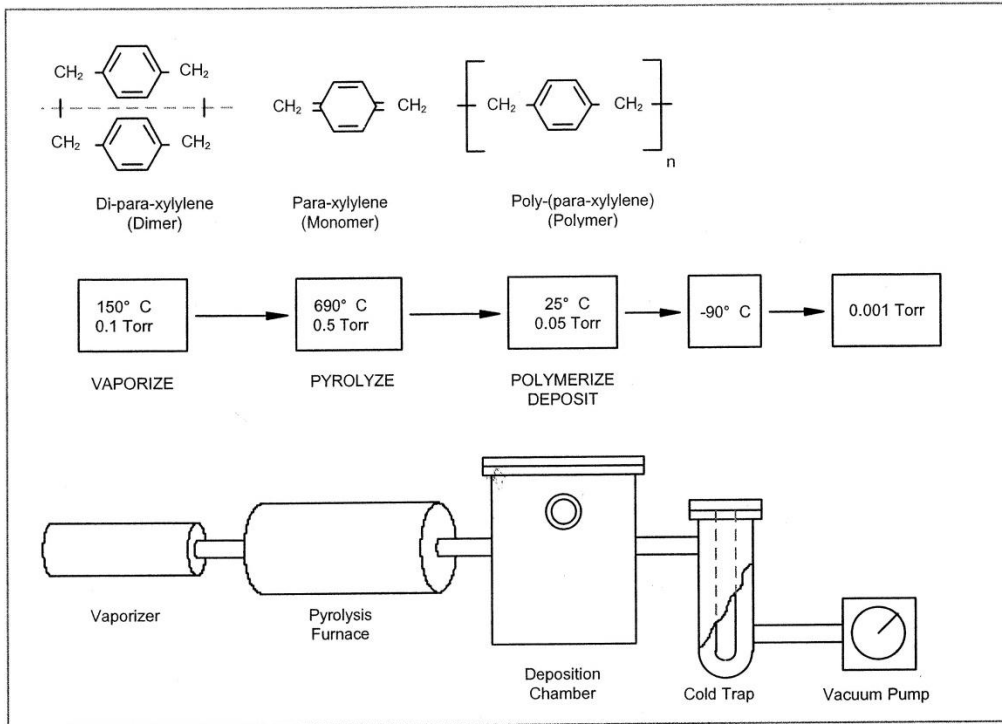 CH₂ CH₂
CH₂ CH₂
CH₂ CH₂
CH₂ CH₂
n
Di-para-xylylene
(Dimer)
Para-xylylene
(Monomer)
Poly-(para-xylylene)
(Polymer)
150° C
0.1 Torr
690° C
0.5 Torr
25° C
0.05 Torr
-90° C
0.001 Torr
VAPORIZE
PYROLYZE
POLYMERIZE
DEPOSIT
Vaporizer
Pyrolysis
Furnace
Deposition
Chamber
Cold Trap
Vacuum Pump